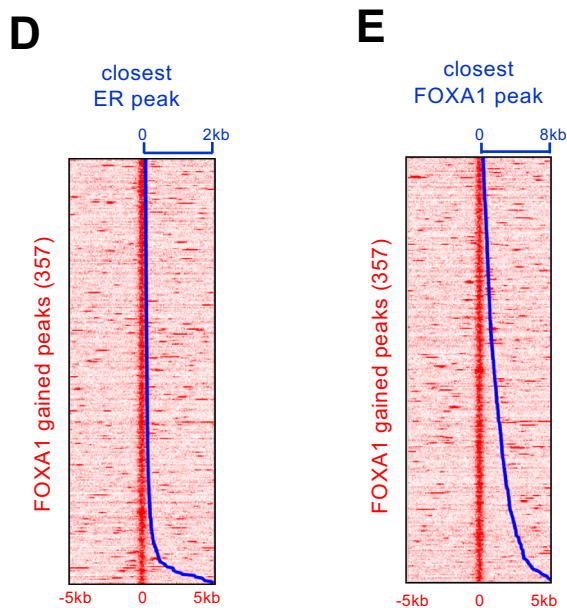 D
closest
ER peak
0 2kb
FOXA1 gained peaks (357)
-5kb 0 5kb
E
closest
FOXA1 peak
0 8kb
FOXA1 gained peaks (357)
-5kb 0 5kb